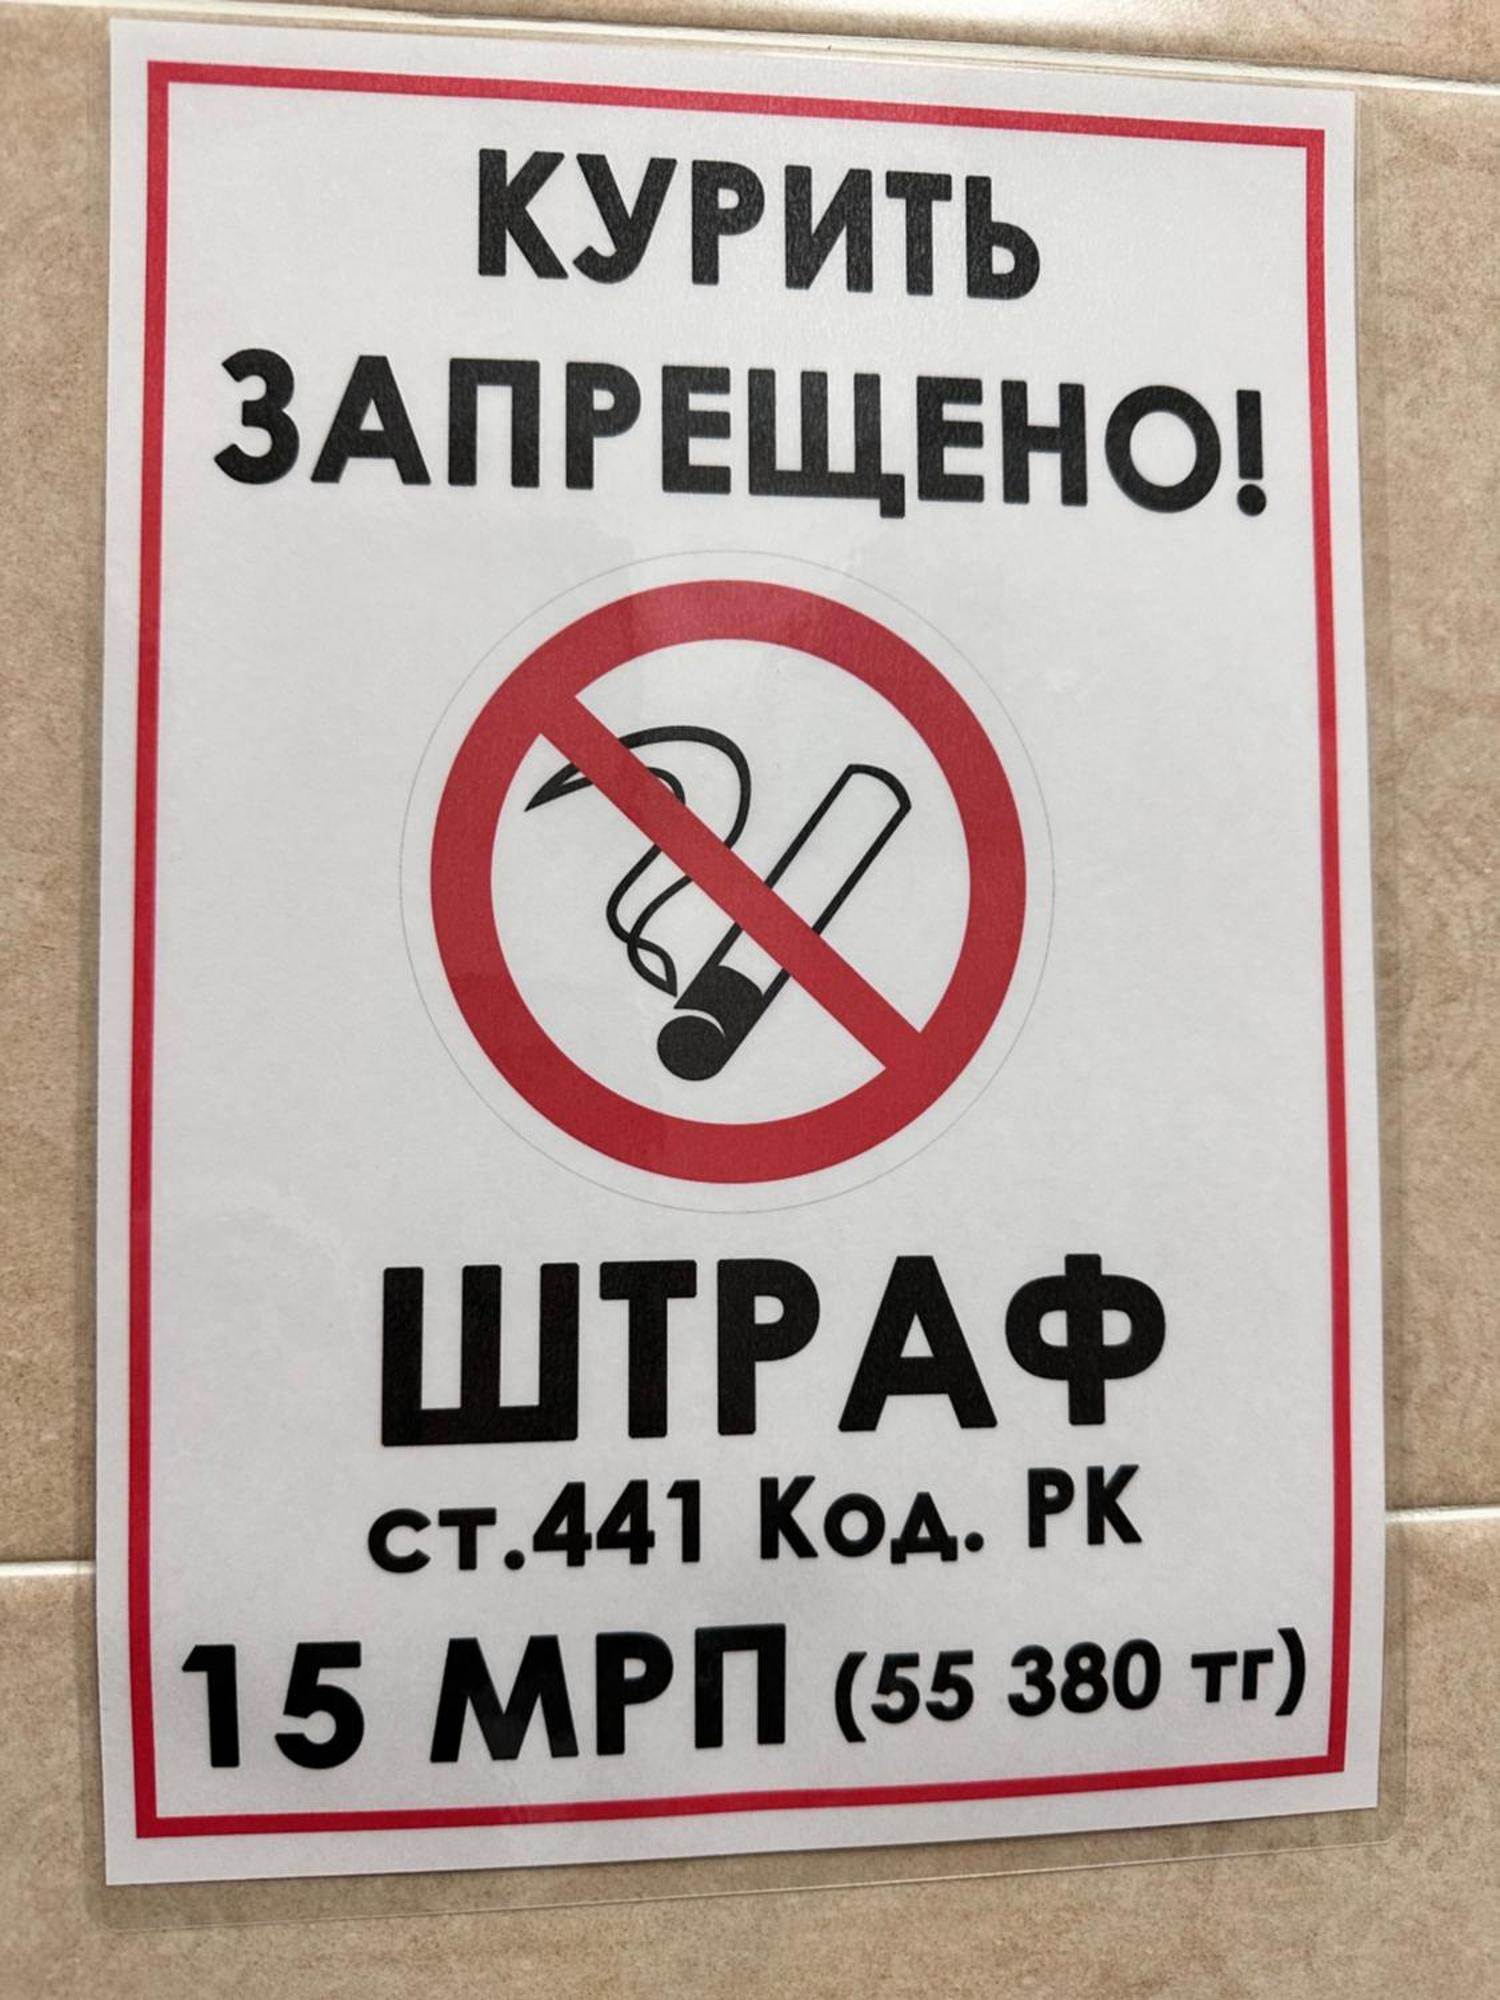 КУРИТЬ
ЗАПРЕЩЕНО!
ШТРАФ
ст.441 Код. РК
15 МРП (55 380 тг)